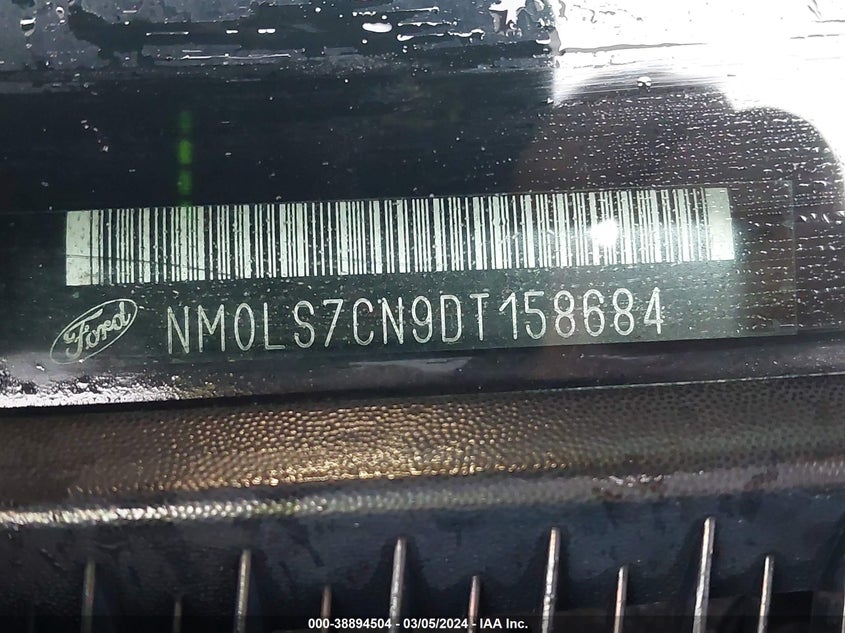 Ford NM0LS7CN9DT158684
000-38894504 - 03/05/2024 - IAA Inc.